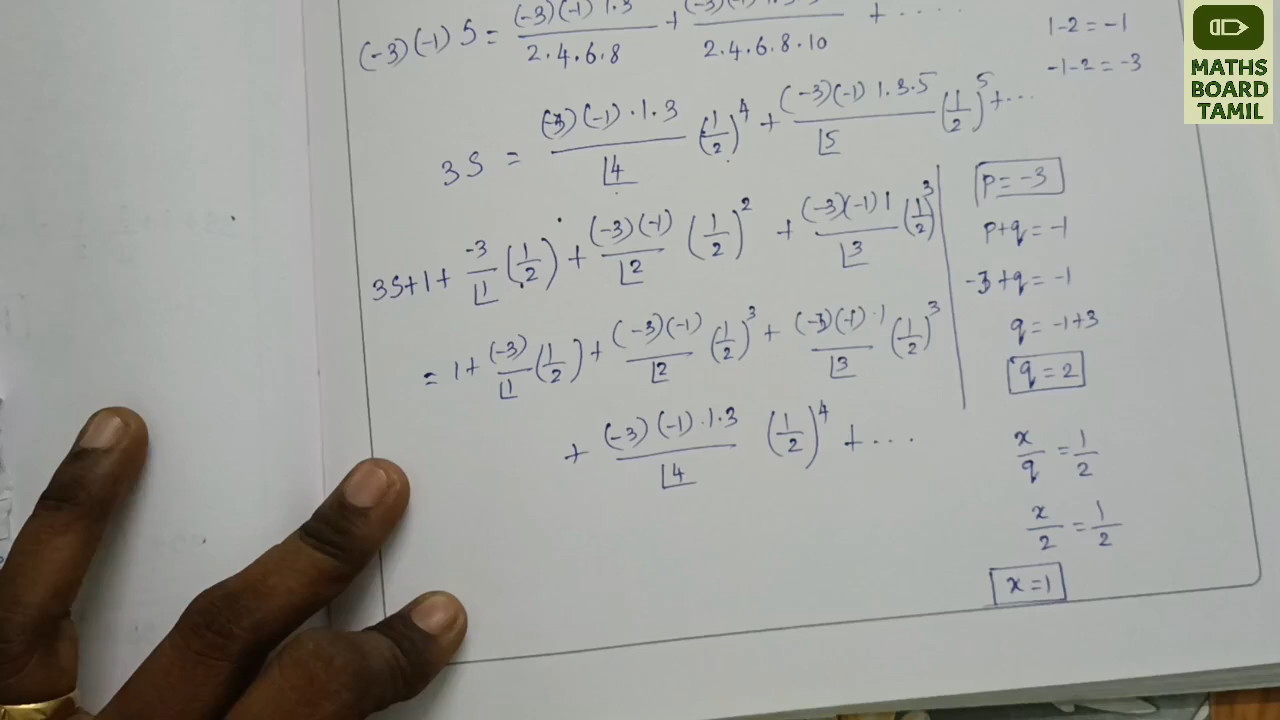 (-3)(-1) S = (-3)(-1) 1.3 / 2.4.6.8 + (-3)(-1) 1.3.5 / 2.4.6.8.10 + ....
3S = (-3)(-1).1.3 / ⌊4 (1/2)^4 + (-3)(-1) 1.3.5 / ⌊5 (1/2)^5 + ...
3S+1+ -3/⌊1 (1/2) + (-3)(-1)/⌊2 (1/2)^2 + (-3)(-1)1/⌊3 (1/2)^3
= 1+ (-3)/⌊1 (1/2) + (-3)(-1)/⌊2 (1/2)^3 + (-3)(-1).1/⌊3 (1/2)^3
+ (-3)(-1).1.3/⌊4 (1/2)^4 + ....
1-2 = -1
-1-2 = -3
p = -3
p+q = -1
-3+q = -1
q = -1+3
q = 2
x/q = 1/2
x/2 = 1/2
x = 1
MATHS
BOARD
TAMIL